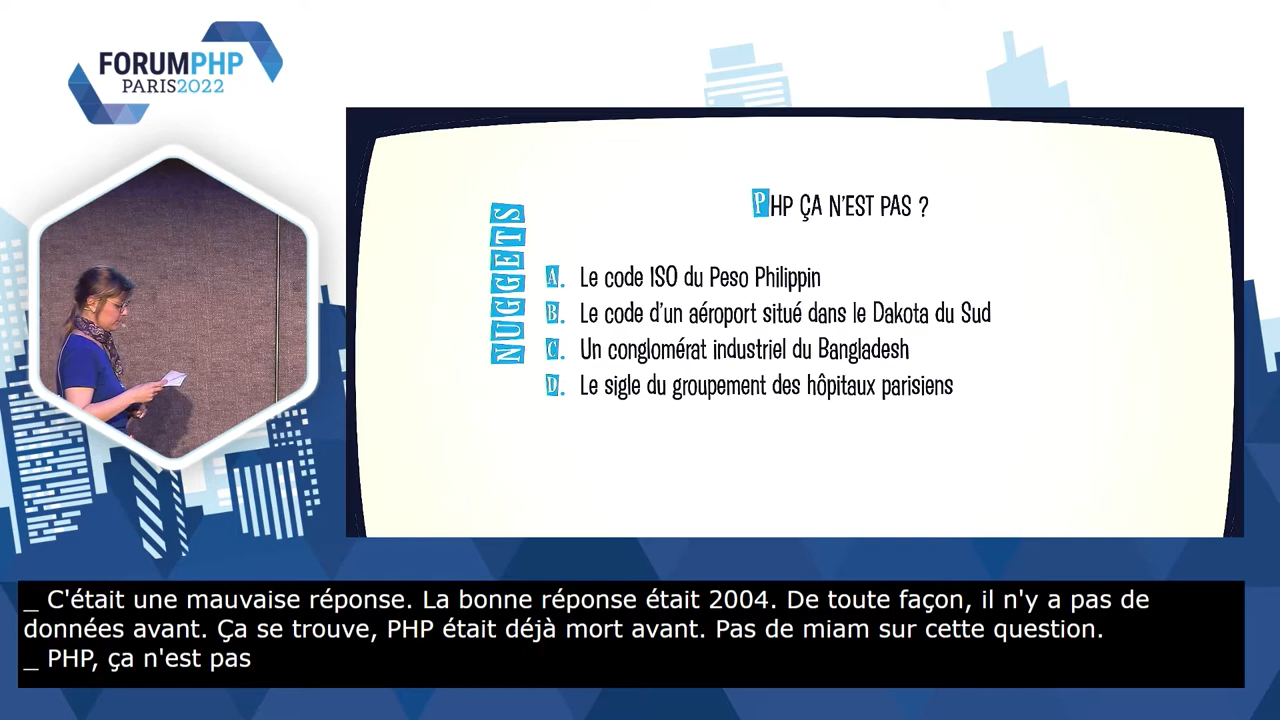 FORUMPHP
PARIS2022
PHP ÇA N'EST PAS ?
NUGGETS
A. Le code ISO du Peso Philippin
B. Le code d'un aéroport situé dans le Dakota du Sud
C. Un conglomérat industriel du Bangladesh
D. Le sigle du groupement des hôpitaux parisiens
_ C'était une mauvaise réponse. La bonne réponse était 2004. De toute façon, il n'y a pas de
données avant. Ça se trouve, PHP était déjà mort avant. Pas de miam sur cette question.
_ PHP, ça n'est pas